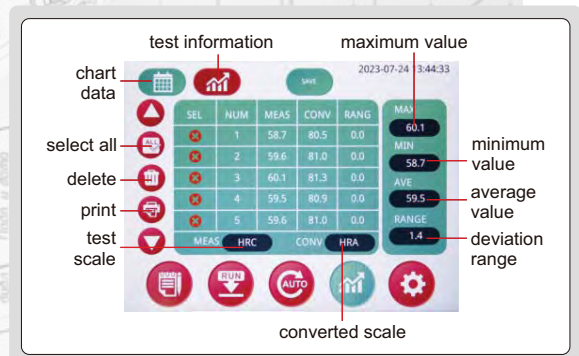 test information
maximum value
chart
data
SAVE
2023-07-24 13:44:33
SEL NUM MEAS CONV RANG
1 58.7 80.5 0.0
2 59.6 81.0 0.0
3 60.1 81.3 0.0
4 59.5 80.9 0.0
5 59.6 81.0 0.0
MEAS HRC CONV HRA
MAX
60.1
MIN
58.7
AVE
59.5
RANGE
1.4
select all
ALL
delete
print
test
scale
minimum
value
average
value
deviation
range
RUN
AUTO
converted scale